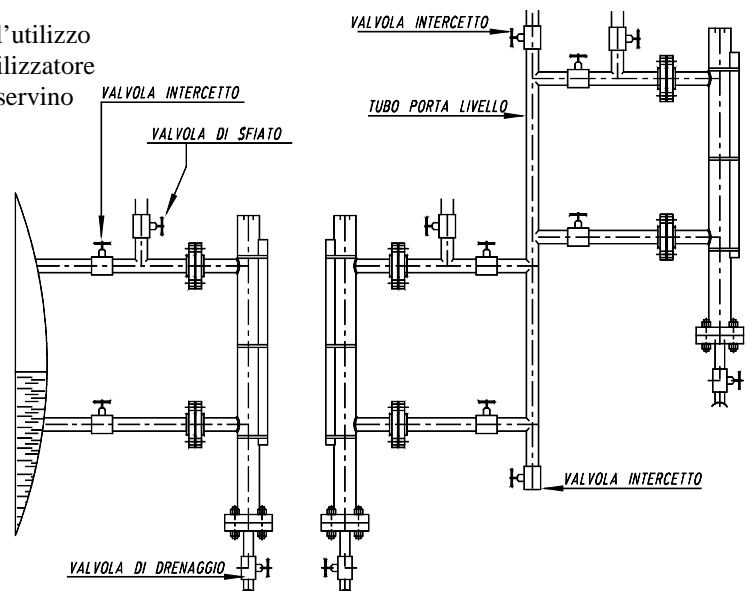 l’utilizzo
ilizzatore
servino
VALVOLA INTERCETTO
VALVOLA DI SFIATO
VALVOLA INTERCETTO
TUBO PORTA LIVELLO
VALVOLA INTERCETTO
VALVOLA DI DRENAGGIO